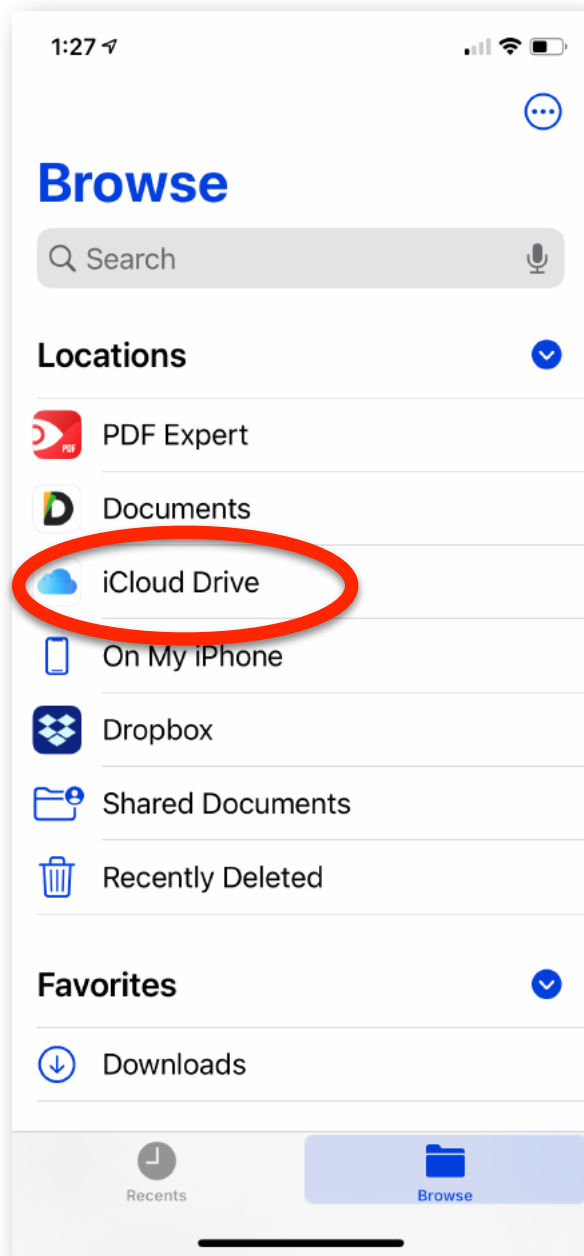 1:27
Browse
Search
Locations
PDF Expert
Documents
iCloud Drive
On My iPhone
Dropbox
Shared Documents
Recently Deleted
Favorites
Downloads
Recents
Browse